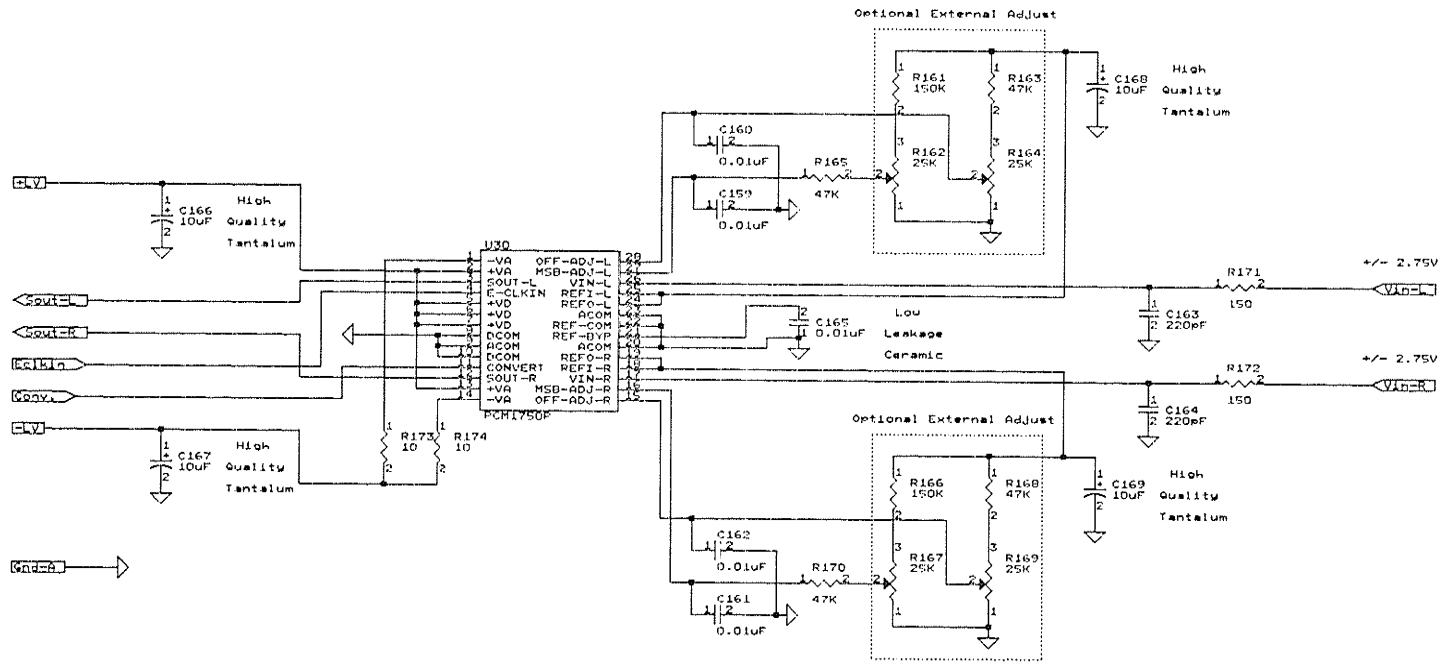 Optional External Adjust
R161
150K
R163
47K
C168
10uF
High
Quality
Tantalum
R162
25K
R164
25K
C160
0.01uF
R165
47K
C159
0.01uF
+LV
C166
10uF
High
Quality
Tantalum
U30
-VA
+VA
SOUT-L
E-CLKIN
+VD
+VD
+VD
DCOM
ACOM
DCOM
CONVERT
SOUT-R
+VA
-VA
OFF-ADJ-L
MSB-ADJ-L
VIN-L
REFI-L
REFO-L
ACOM
REF-COM
REF-BYP
ACOM
REFO-R
REFI-R
VIN-R
MSB-ADJ-R
OFF-ADJ-R
PCM1750P
Sout-L
Sout-R
Eclkin
Conv.
-LV
C165
0.01uF
Low
Leakage
Ceramic
+/- 2.75V
R171
150
Vin-L
C163
220pF
+/- 2.75V
R172
150
Vin-R
C164
220pF
R173
10
R174
10
C167
10uF
High
Quality
Tantalum
Optional External Adjust
R166
150K
R168
47K
C169
10uF
High
Quality
Tantalum
R167
25K
R169
25K
C162
0.01uF
R170
47K
C161
0.01uF
Gnd-A